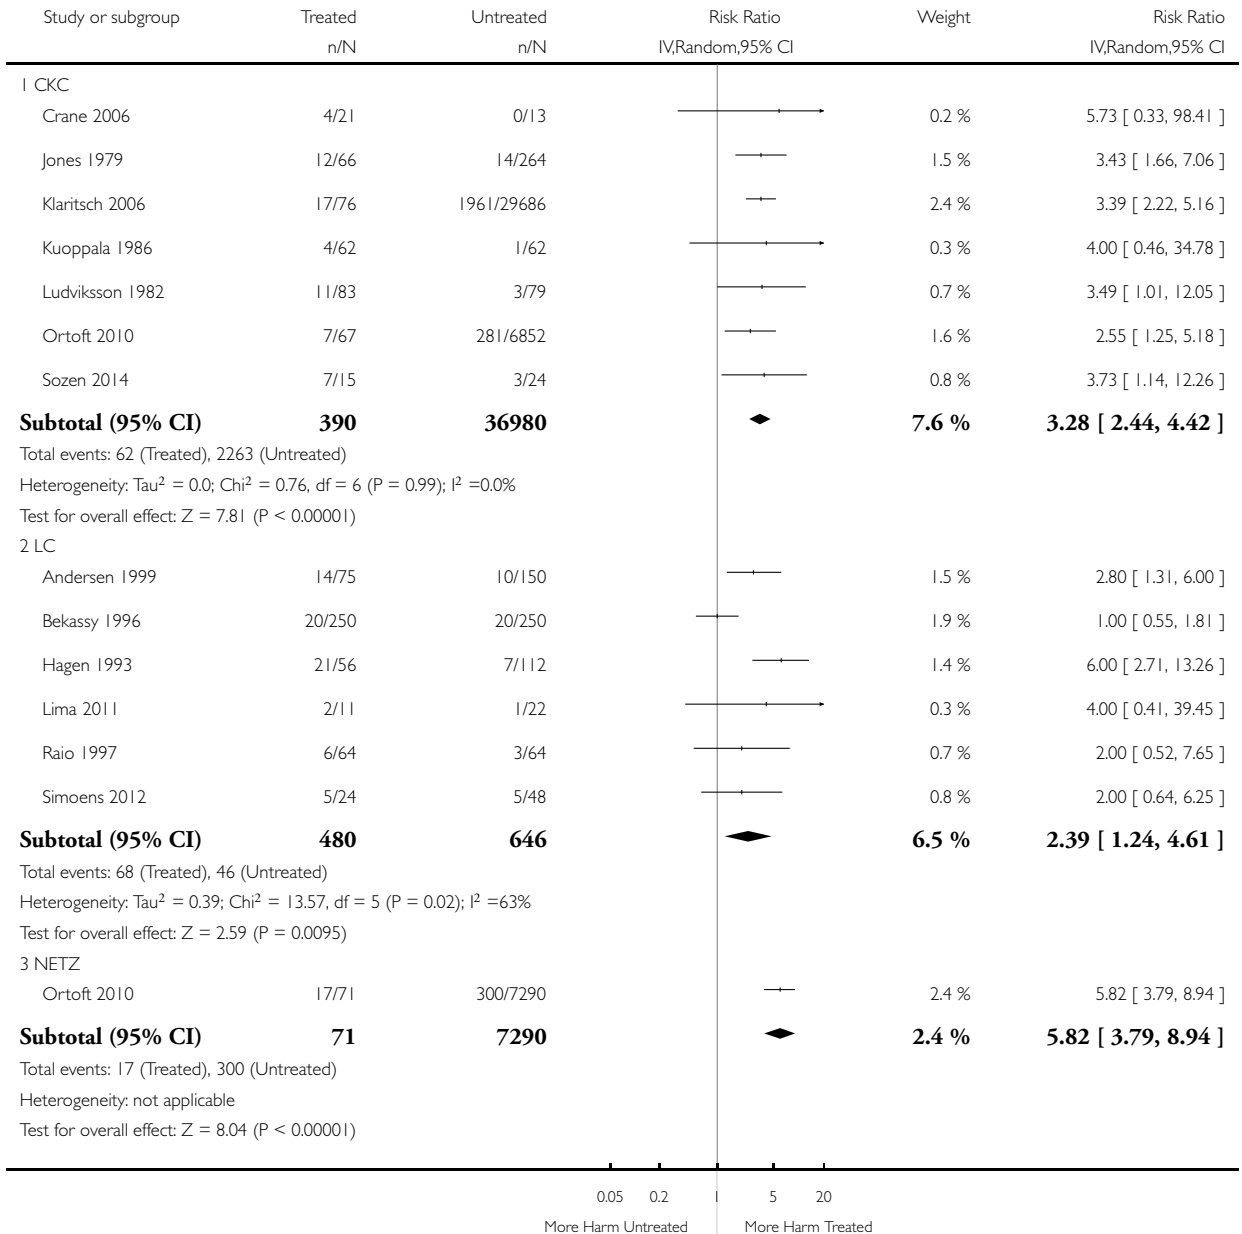 Study or subgroup Treated Untreated Risk Ratio Weight Risk Ratio
n/N n/N IV,Random,95% CI IV,Random,95% CI
1 CKC
Crane 2006 4/21 0/13 0.2 % 5.73 [ 0.33, 98.41 ]
Jones 1979 12/66 14/264 1.5 % 3.43 [ 1.66, 7.06 ]
Klaritsch 2006 17/76 1961/29686 2.4 % 3.39 [ 2.22, 5.16 ]
Kuoppala 1986 4/62 1/62 0.3 % 4.00 [ 0.46, 34.78 ]
Ludviksson 1982 11/83 3/79 0.7 % 3.49 [ 1.01, 12.05 ]
Ortoft 2010 7/67 281/6852 1.6 % 2.55 [ 1.25, 5.18 ]
Sozen 2014 7/15 3/24 0.8 % 3.73 [ 1.14, 12.26 ]
Subtotal (95% CI) 390 36980 7.6 % 3.28 [ 2.44, 4.42 ]
Total events: 62 (Treated), 2263 (Untreated)
Heterogeneity: Tau² = 0.0; Chi² = 0.76, df = 6 (P = 0.99); I² =0.0%
Test for overall effect: Z = 7.81 (P < 0.00001)
2 LC
Andersen 1999 14/75 10/150 1.5 % 2.80 [ 1.31, 6.00 ]
Bekassy 1996 20/250 20/250 1.9 % 1.00 [ 0.55, 1.81 ]
Hagen 1993 21/56 7/112 1.4 % 6.00 [ 2.71, 13.26 ]
Lima 2011 2/11 1/22 0.3 % 4.00 [ 0.41, 39.45 ]
Raio 1997 6/64 3/64 0.7 % 2.00 [ 0.52, 7.65 ]
Simoens 2012 5/24 5/48 0.8 % 2.00 [ 0.64, 6.25 ]
Subtotal (95% CI) 480 646 6.5 % 2.39 [ 1.24, 4.61 ]
Total events: 68 (Treated), 46 (Untreated)
Heterogeneity: Tau² = 0.39; Chi² = 13.57, df = 5 (P = 0.02); I² =63%
Test for overall effect: Z = 2.59 (P = 0.0095)
3 NETZ
Ortoft 2010 17/71 300/7290 2.4 % 5.82 [ 3.79, 8.94 ]
Subtotal (95% CI) 71 7290 2.4 % 5.82 [ 3.79, 8.94 ]
Total events: 17 (Treated), 300 (Untreated)
Heterogeneity: not applicable
Test for overall effect: Z = 8.04 (P < 0.00001)
0.05 0.2 1 5 20
More Harm Untreated More Harm Treated